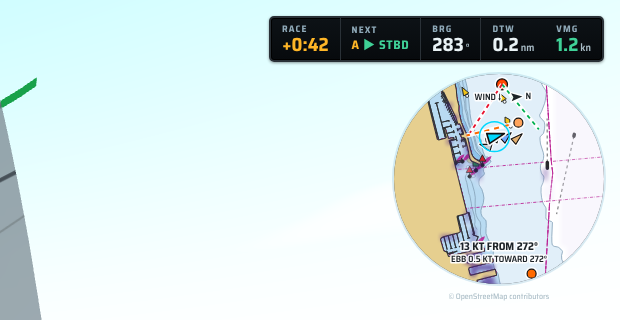 RACE NEXT BRG DTW VMG
+0:42 A ▶ STBD 283° 0.2 nm 1.2 kn
WIND N
13 KT FROM 272°
EBB 0.5 KT TOWARD 272°
© OpenStreetMap contributors